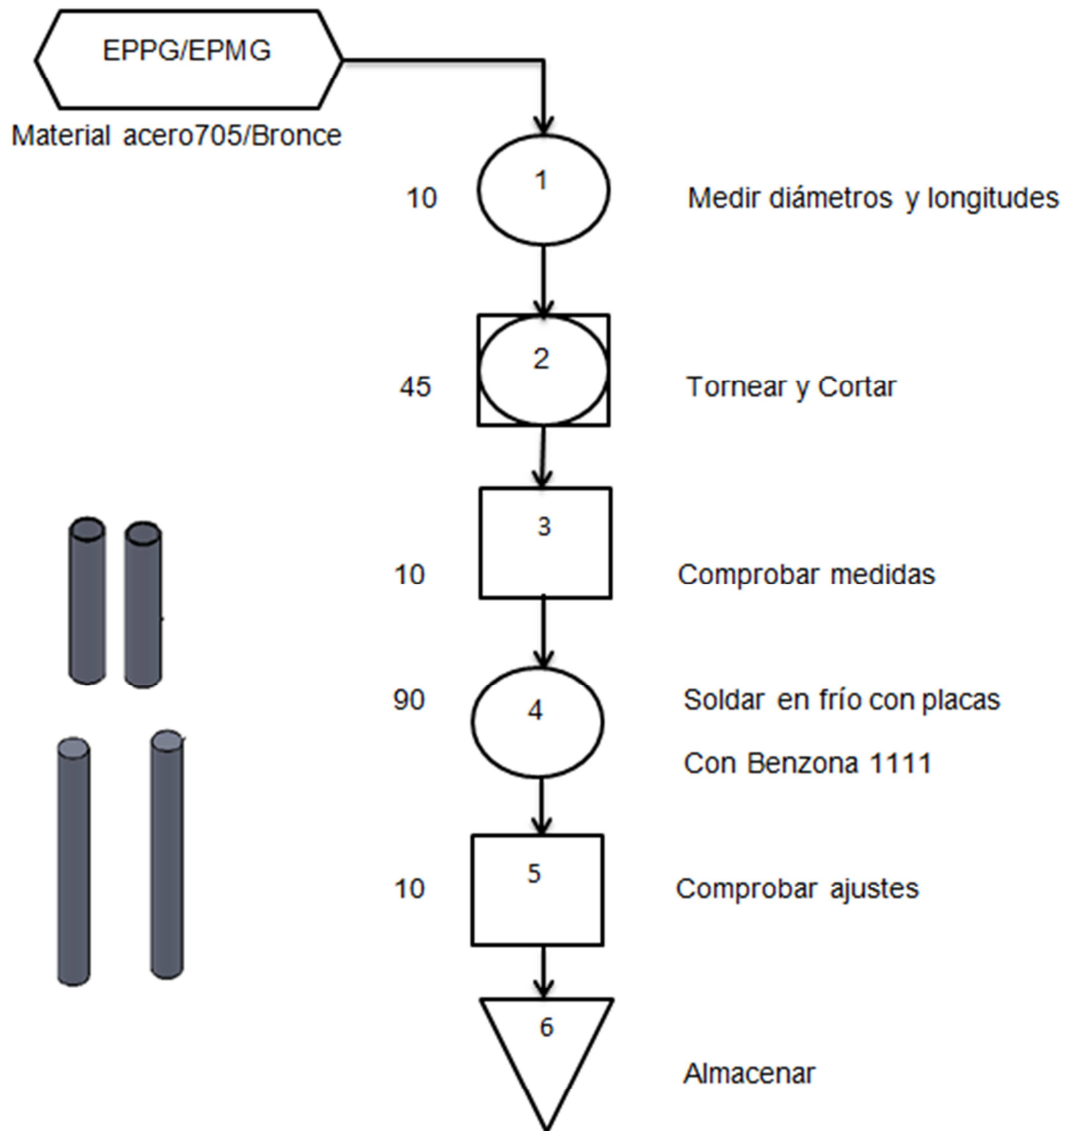 EPPG/EPMG
Material acero705/Bronce
1
10
Medir diámetros y longitudes
2
45
Tornear y Cortar
3
10
Comprobar medidas
4
90
Soldar en frío con placas
Con Benzona 1111
5
10
Comprobar ajustes
6
Almacenar